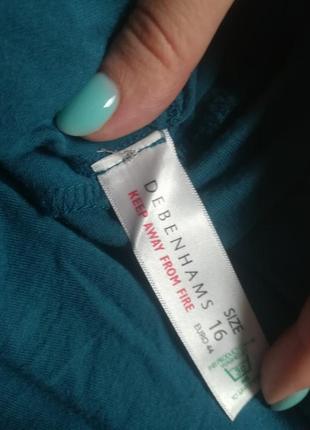 DEBENHAMS
KEEP AWAY FROM FIRE
SIZE
16
EURO 44